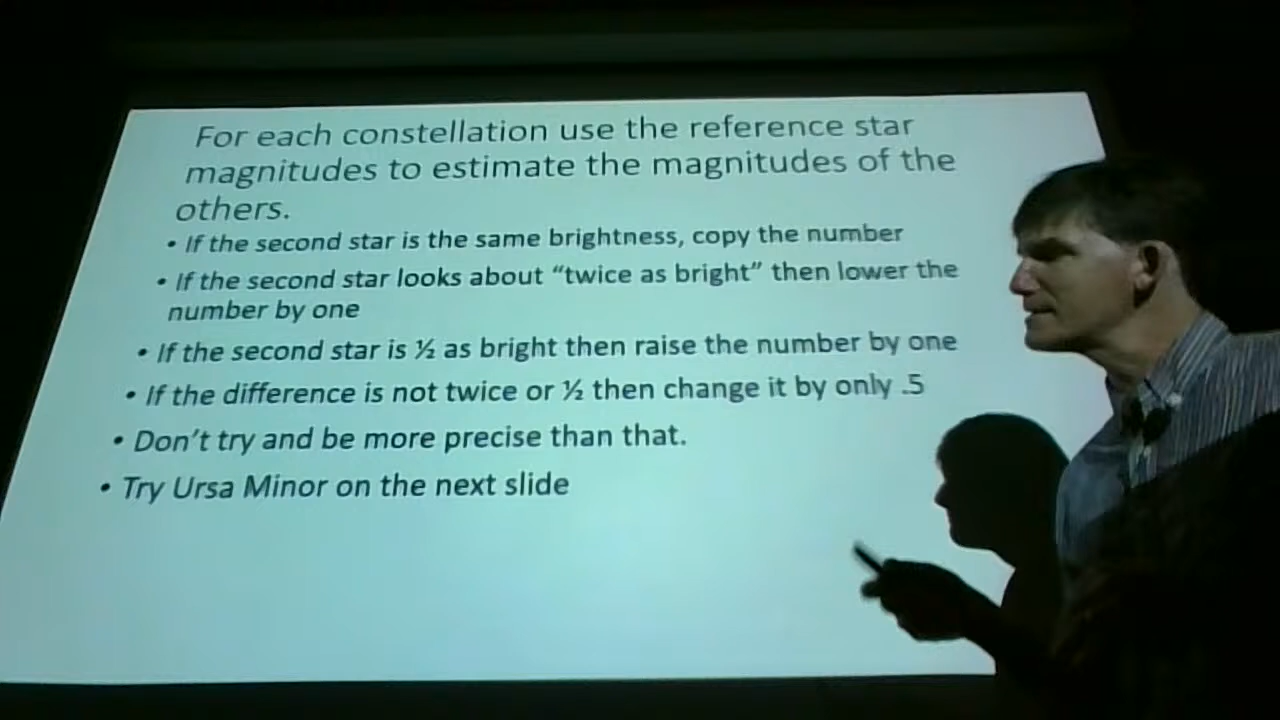 For each constellation use the reference star
magnitudes to estimate the magnitudes of the
others.
• If the second star is the same brightness, copy the number
• If the second star looks about “twice as bright” then lower the
number by one
• If the second star is ½ as bright then raise the number by one
• If the difference is not twice or ½ then change it by only .5
• Don’t try and be more precise than that.
• Try Ursa Minor on the next slide